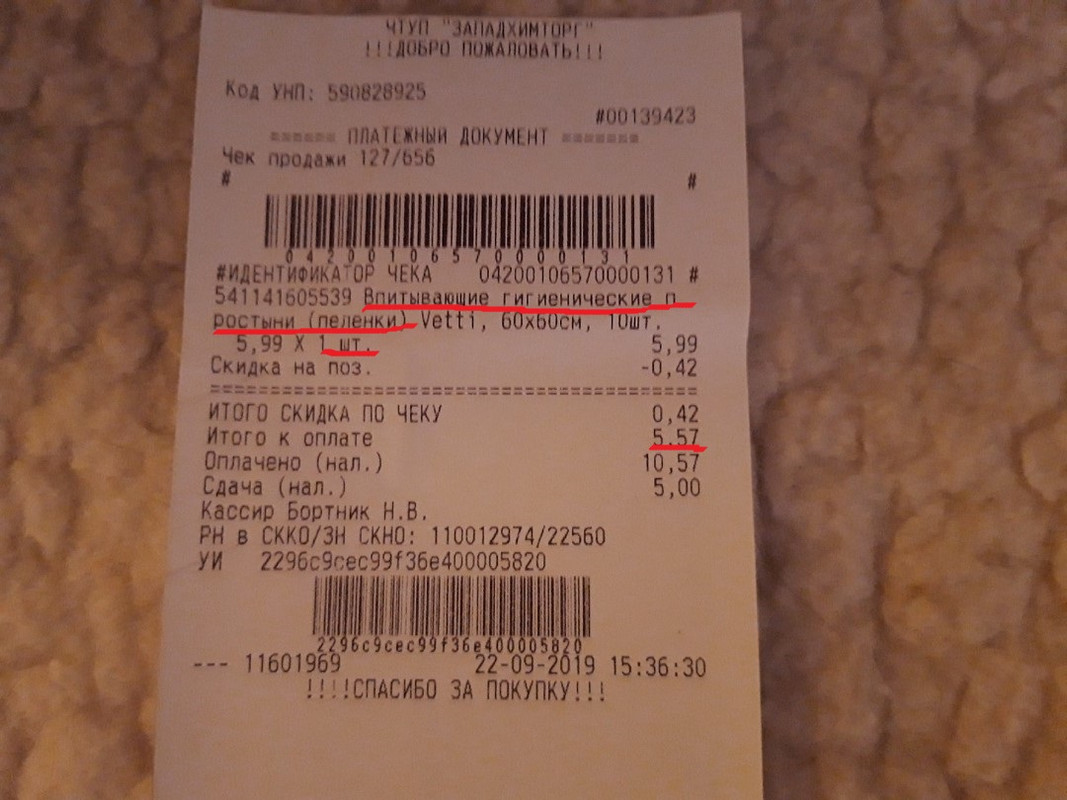 ЧТУП "ЗАПАДХИМТОРГ"
!!!ДОБРО ПОЖАЛОВАТЬ!!!
Код УНП: 590828925
#00139423
====== ПЛАТЕЖНЫЙ ДОКУМЕНТ =======
Чек продажи 127/656
# #
04200106570000131
#ИДЕНТИФИКАТОР ЧЕКА 04200106570000131 #
541141605539 Впитывающие гигиенические п
ростыни (пеленки) Vetti, 60x60см, 10шт.
5,99 X 1 шт. 5,99
Скидка на поз. -0,42
========================================
ИТОГО СКИДКА ПО ЧЕКУ 0,42
Итого к оплате 5,57
Оплачено (нал.) 10,57
Сдача (нал.) 5,00
Кассир Бортник Н.В.
РН в СККО/ЗН СКНО: 110012974/22560
УИ 2296c9cec99f36e400005820
2296c9cec99f36e400005820
--- 11601969 22-09-2019 15:36:30
!!!!СПАСИБО ЗА ПОКУПКУ!!!